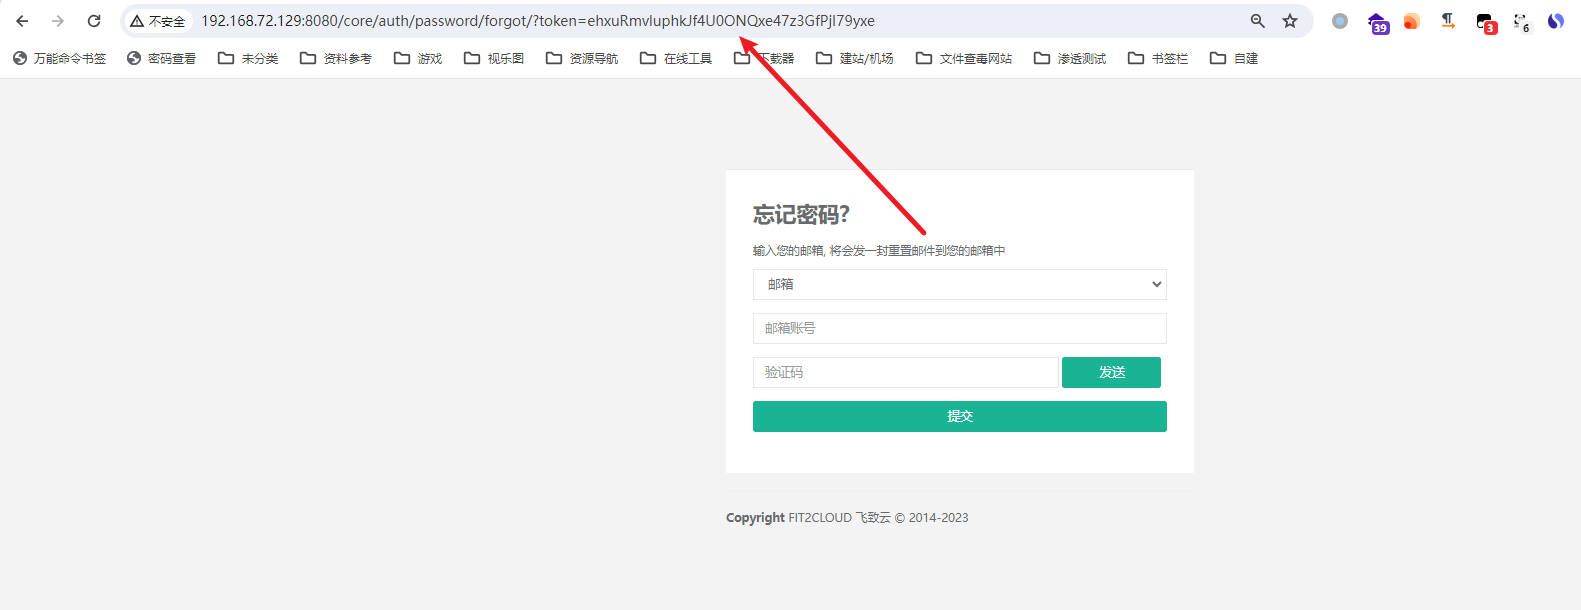 不安全 192.168.72.129:8080/core/auth/password/forgot/?token=ehxuRmvluphkJf4U0ONQxe47z3GfPjI79yxe
39 3 6
万能命令书签 密码查看 未分类 资料参考 游戏 视乐图 资源导航 在线工具 下载器 建站/机场 文件查毒网站 渗透测试 书签栏 自建
忘记密码?
输入您的邮箱, 将会发一封重置邮件到您的邮箱中
邮箱
邮箱账号
验证码 发送
提交
Copyright FIT2CLOUD 飞致云 © 2014-2023